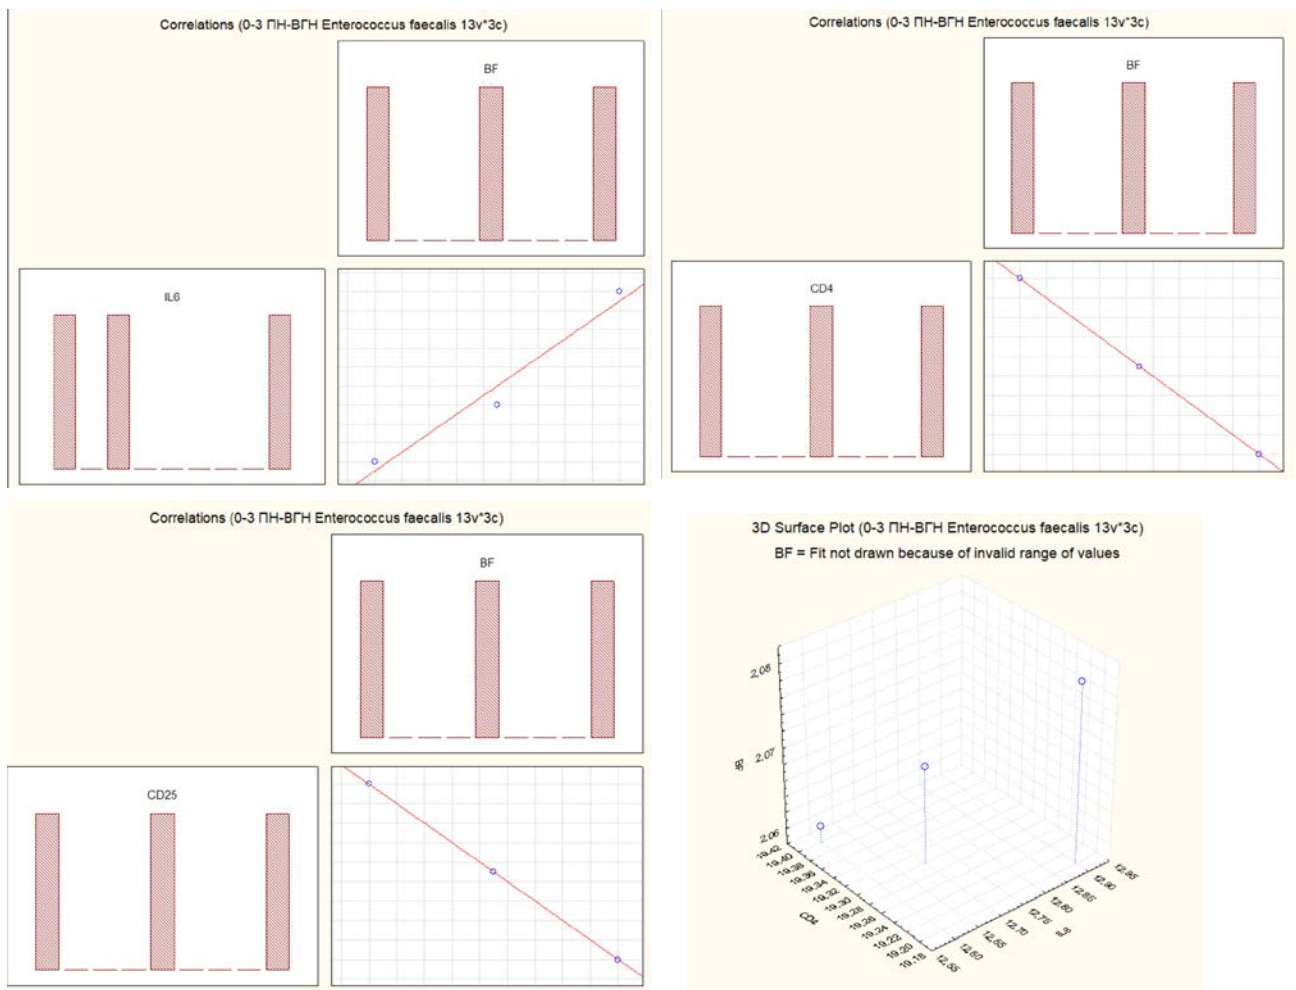 Correlations (0-3 ПН-ВГН Enterococcus faecalis 13v*3c)
BF
IL6
Correlations (0-3 ПН-ВГН Enterococcus faecalis 13v*3c)
BF
CD4
Correlations (0-3 ПН-ВГН Enterococcus faecalis 13v*3c)
BF
CD25
3D Surface Plot (0-3 ПН-ВГН Enterococcus faecalis 13v*3c)
BF = Fit not drawn because of invalid range of values
2,08
2,07
2,06
BF
19,42
19,40
19,38
19,36
19,34
19,32
19,30
19,28
19,26
19,24
19,22
19,20
19,18
CD4
12,55
12,60
12,65
12,70
12,75
12,80
12,85
12,90
12,95
IL6